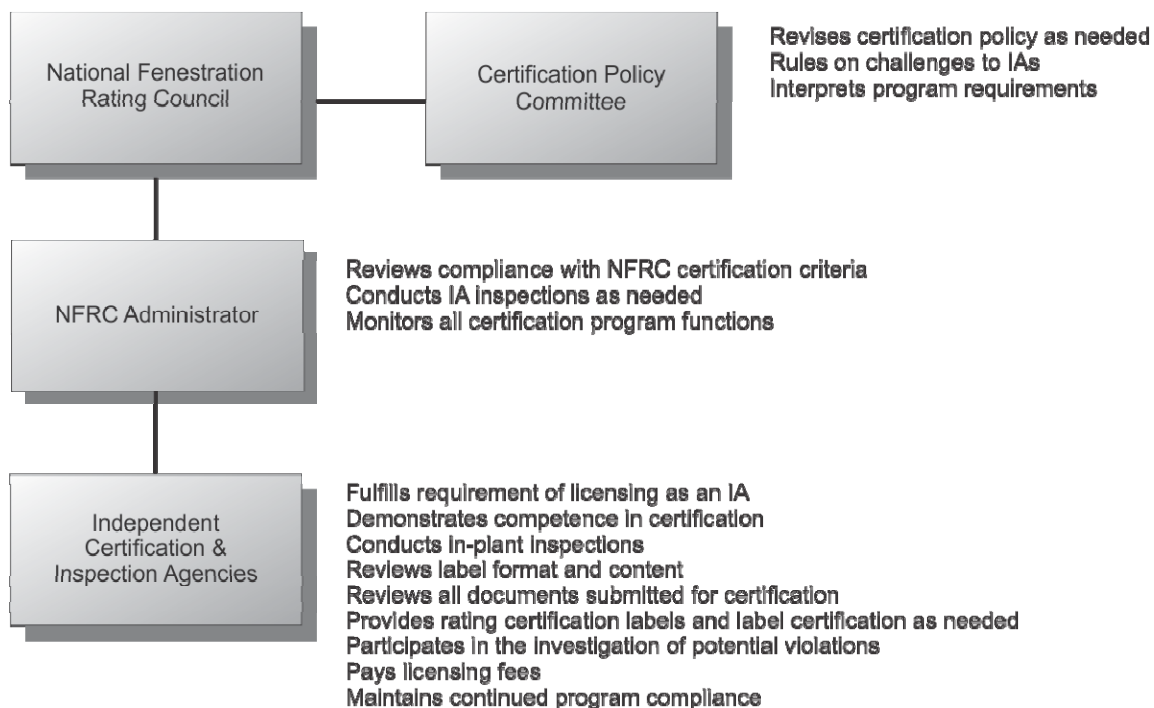 National Fenestration
Rating Council
Certification Policy
Committee
Revises certification policy as needed
Rules on challenges to IAs
Interprets program requirements
NFRC Administrator
Reviews compliance with NFRC certification criteria
Conducts IA inspections as needed
Monitors all certification program functions
Independent
Certification &
Inspection Agencies
Fulfills requirement of licensing as an IA
Demonstrates competence in certification
Conducts in-plant inspections
Reviews label format and content
Reviews all documents submitted for certification
Provides rating certification labels and label certification as needed
Participates in the investigation of potential violations
Pays licensing fees
Maintains continued program compliance